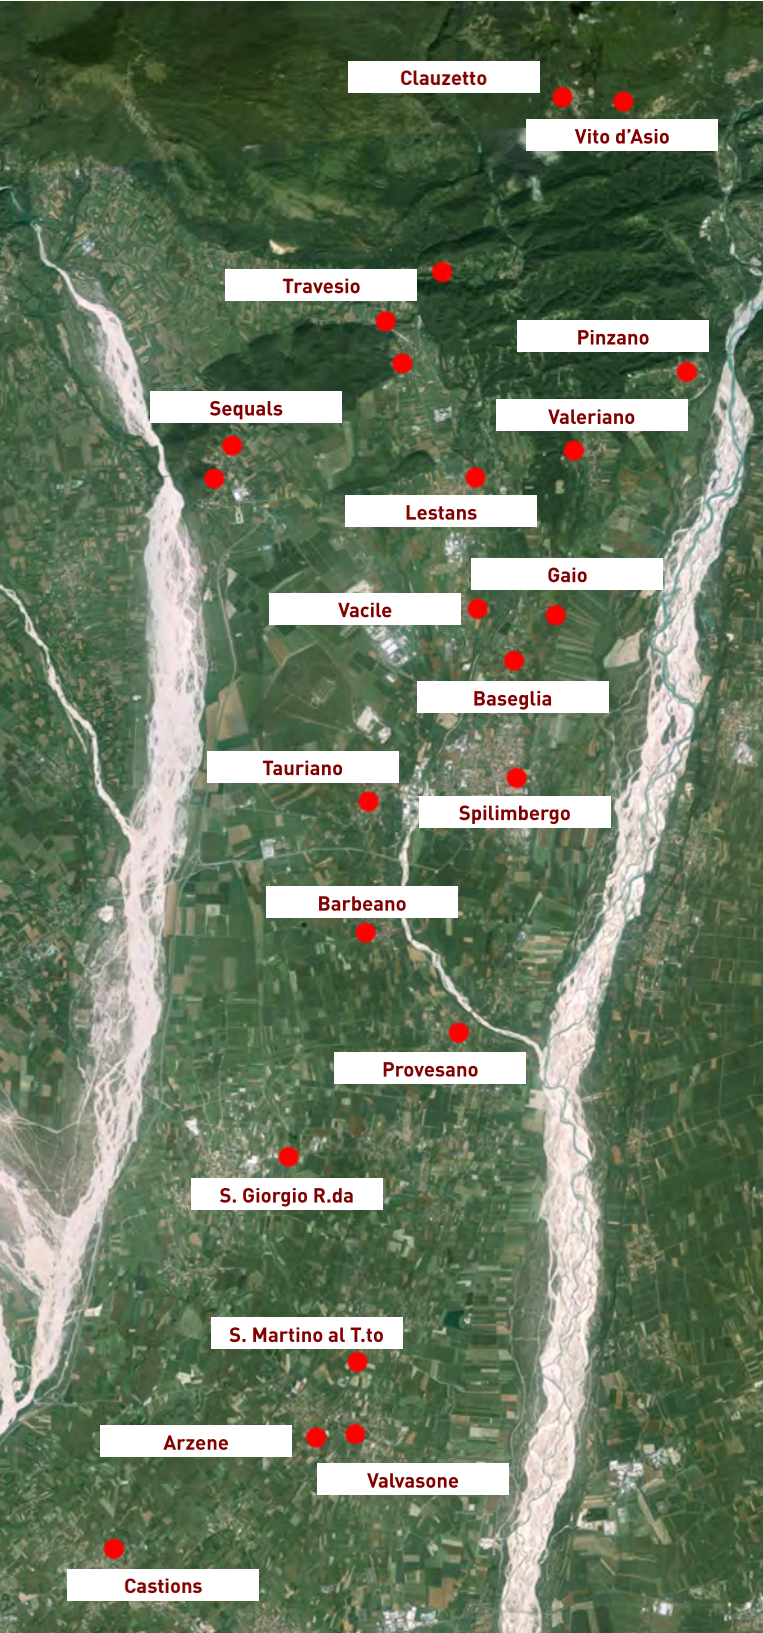 Clauzetto
Vito d’Asio
Travesio
Pinzano
Sequals
Valeriano
Lestans
Gaio
Vacile
Baseglia
Tauriano
Spilimbergo
Barbeano
Provesano
S. Giorgio R.da
S. Martino al T.to
Arzene
Valvasone
Castions